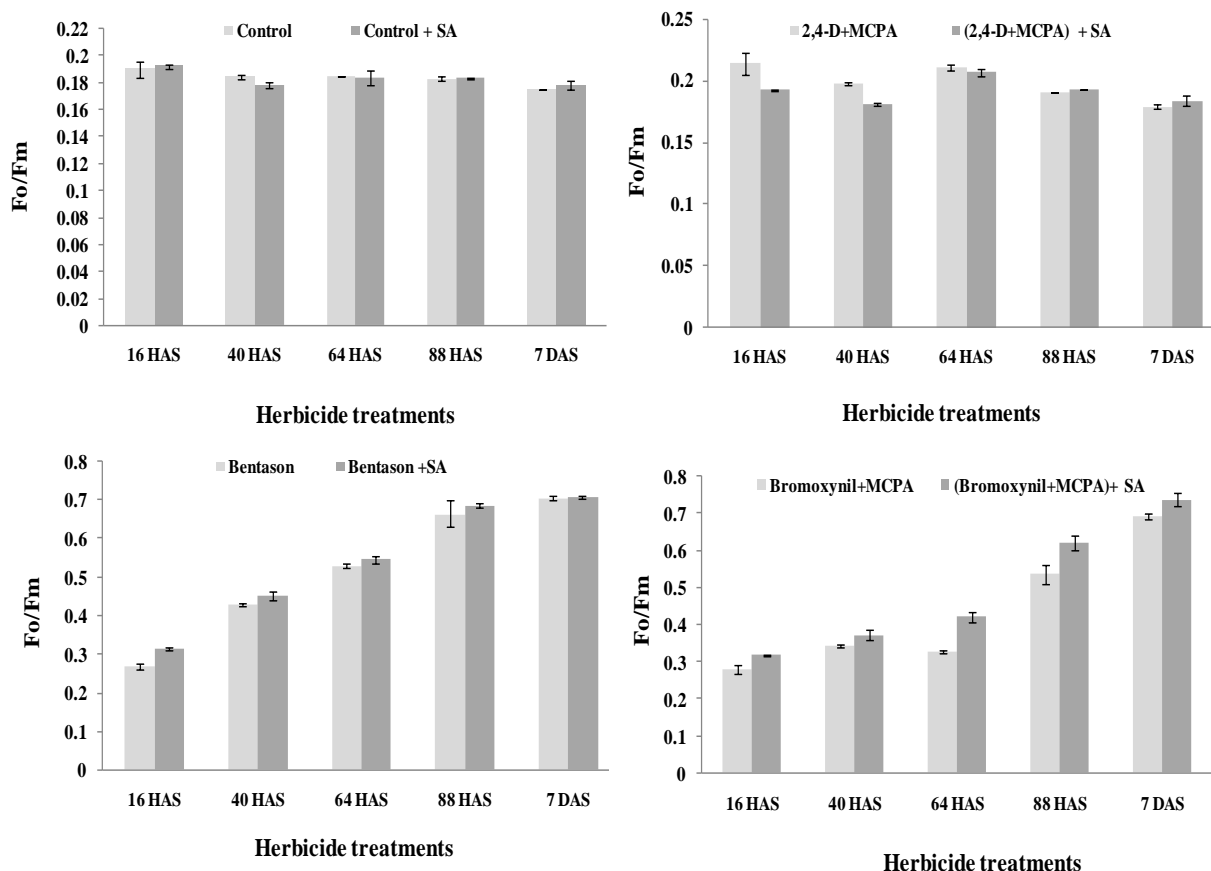 Control Control + SA
Fo/Fm
0.22
0.2
0.18
0.16
0.14
0.12
0.1
0.08
0.06
0.04
0.02
0
16 HAS 40 HAS 64 HAS 88 HAS 7 DAS
Herbicide treatments
2,4-D+MCPA (2,4-D+MCPA) + SA
Fo/Fm
0.25
0.2
0.15
0.1
0.05
0
16 HAS 40 HAS 64 HAS 88 HAS 7 DAS
Herbicide treatments
Bentason Bentason +SA
Fo/Fm
0.8
0.7
0.6
0.5
0.4
0.3
0.2
0.1
0
16 HAS 40 HAS 64 HAS 88 HAS 7 DAS
Herbicide treatments
Bromoxynil+MCPA (Bromoxynil+MCPA)+ SA
Fo/Fm
0.8
0.7
0.6
0.5
0.4
0.3
0.2
0.1
0
16 HAS 40 HAS 64 HAS 88 HAS 7 DAS
Herbicide treatments